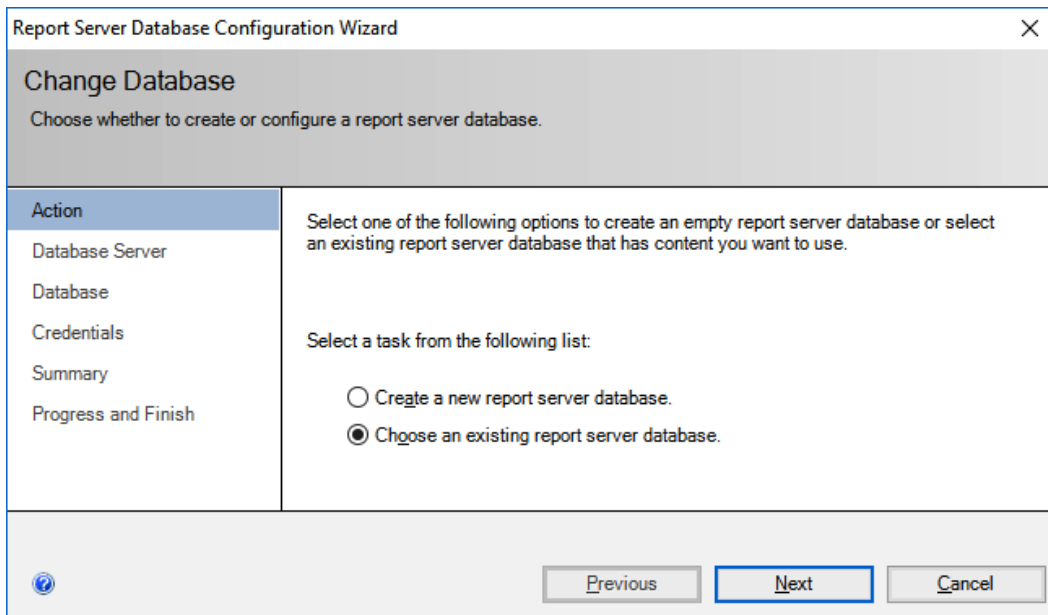 Report Server Database Configuration Wizard
Change Database
Choose whether to create or configure a report server database.
Action
Database Server
Database
Credentials
Summary
Progress and Finish
Select one of the following options to create an empty report server database or select
an existing report server database that has content you want to use.
Select a task from the following list:
Create a new report server database.
Choose an existing report server database.
?
Previous
Next
Cancel